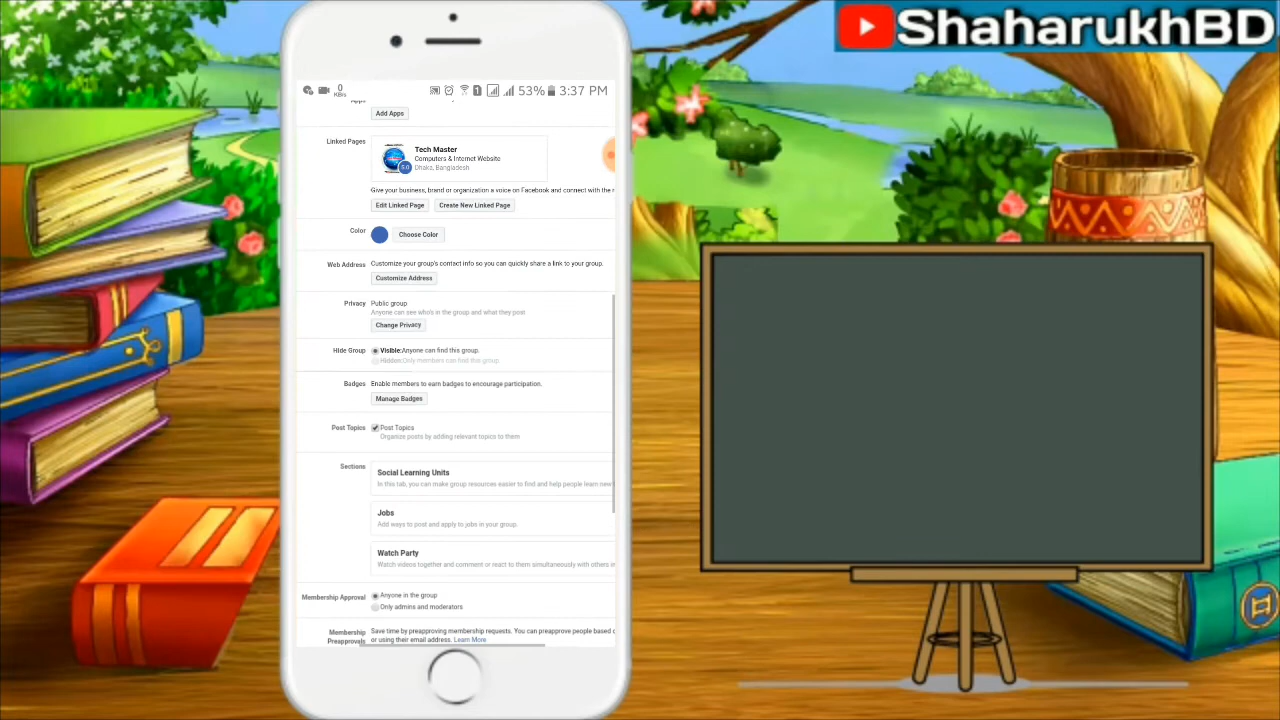 ShaharukhBD
0
KB/s
1
53%
3:37 PM
Apps
Add Apps
Linked Pages
Tech Master
Computers & Internet Website
Dhaka, Bangladesh
Give your business, brand or organization a voice on Facebook and connect with the
Edit Linked Page
Create New Linked Page
Color
Choose Color
Web Address
Customize your group's contact info so you can quickly share a link to your group.
Customize Address
Privacy
Public group
Anyone can see who's in the group and what they post
Change Privacy
Hide Group
Visible:Anyone can find this group.
Hidden:Only members can find this group.
Badges
Enable members to earn badges to encourage participation.
Manage Badges
Post Topics
Post Topics
Organize posts by adding relevant topics to them
Sections
Social Learning Units
In this tab, you can make group resources easier to find and help people learn new
Jobs
Add ways to post and apply to jobs in your group.
Watch Party
Watch videos together and comment or react to them simultaneously with others
Membership Approval
Anyone in the group
Only admins and moderators
Membership
Preapprovals
Save time by preapproving membership requests. You can preapprove people based
or using their email address. Learn More